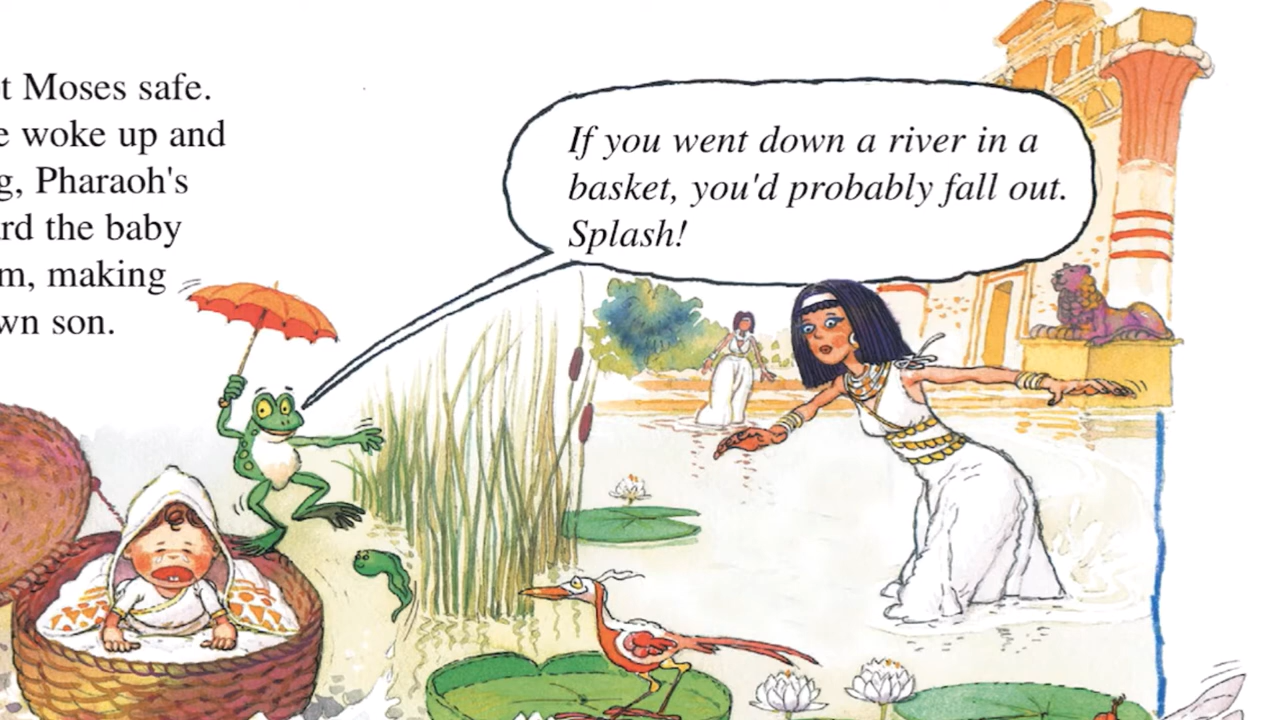 t Moses safe.
e woke up and
g, Pharaoh's
rd the baby
m, making
wn son.
If you went down a river in a
basket, you'd probably fall out.
Splash!